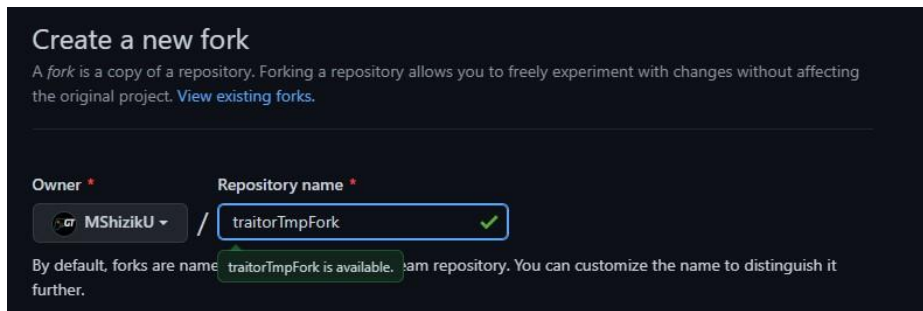 Create a new fork
A fork is a copy of a repository. Forking a repository allows you to freely experiment with changes without affecting
the original project. View existing forks.
Owner * Repository name *
GT MShizikU / traitorTmpFork
By default, forks are name traitorTmpFork is available. eam repository. You can customize the name to distinguish it
further.